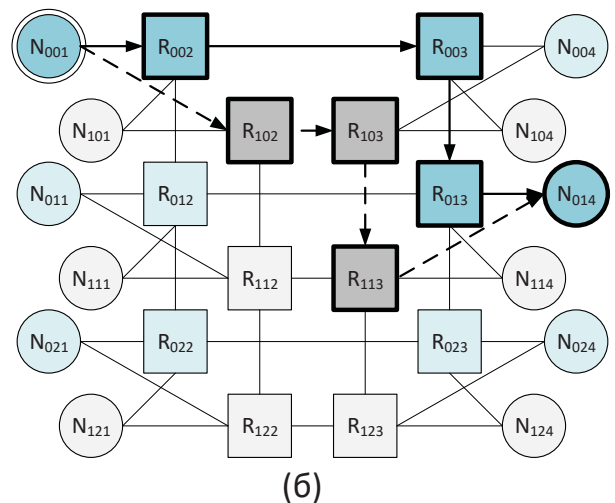 N₀₀₁ R₀₀₂ R₀₀₃ N₀₀₄
N₁₀₁ R₁₀₂ R₁₀₃ N₁₀₄
N₀₁₁ R₀₁₂ R₀₁₃ N₀₁₄
N₁₁₁ R₁₁₂ R₁₁₃ N₁₁₄
N₀₂₁ R₀₂₂ R₀₂₃ N₀₂₄
N₁₂₁ R₁₂₂ R₁₂₃ N₁₂₄
(б)